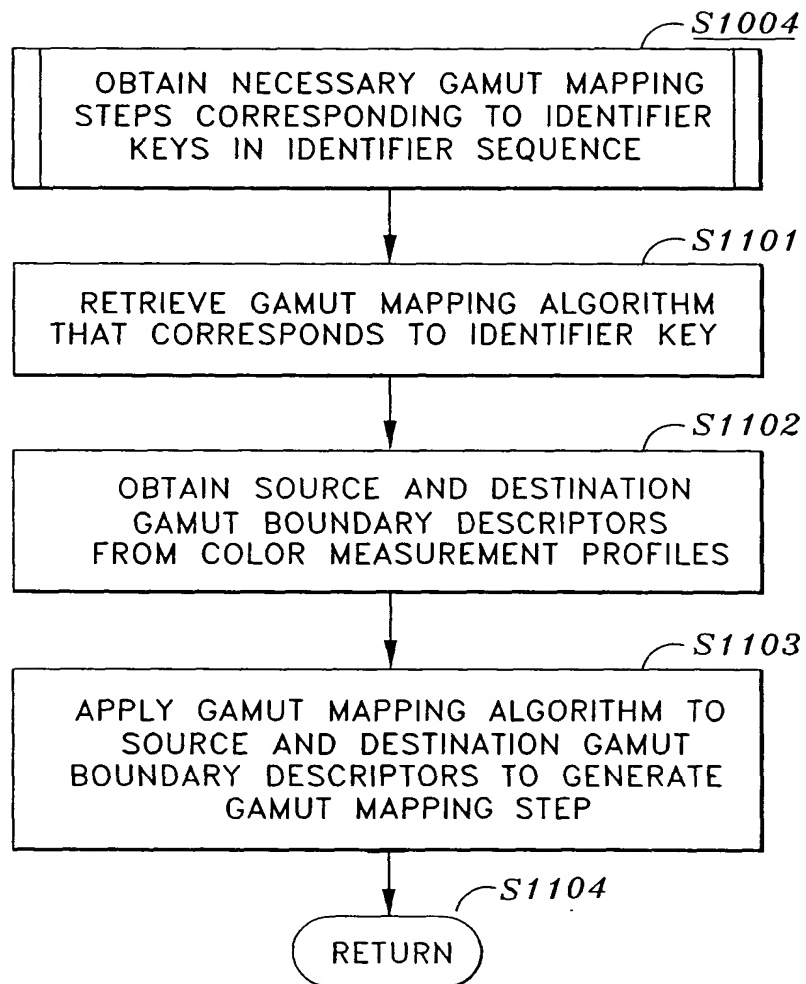 S1004
OBTAIN NECESSARY GAMUT MAPPING
STEPS CORRESPONDING TO IDENTIFIER
KEYS IN IDENTIFIER SEQUENCE
S1101
RETRIEVE GAMUT MAPPING ALGORITHM
THAT CORRESPONDS TO IDENTIFIER KEY
S1102
OBTAIN SOURCE AND DESTINATION
GAMUT BOUNDARY DESCRIPTORS
FROM COLOR MEASUREMENT PROFILES
S1103
APPLY GAMUT MAPPING ALGORITHM TO
SOURCE AND DESTINATION GAMUT
BOUNDARY DESCRIPTORS TO GENERATE
GAMUT MAPPING STEP
S1104
RETURN